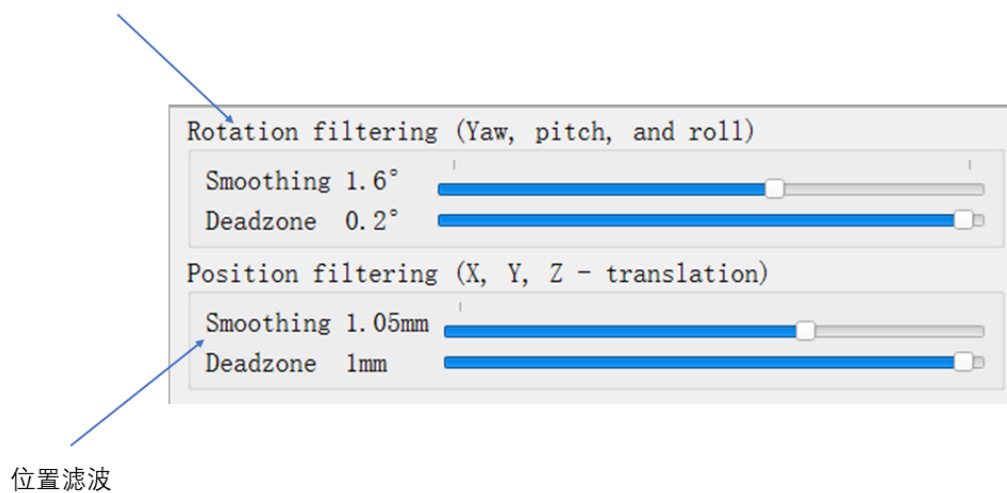 Rotation filtering (Yaw, pitch, and roll)
Smoothing 1.6°
Deadzone 0.2°
Position filtering (X, Y, Z - translation)
Smoothing 1.05mm
Deadzone 1mm
位置滤波